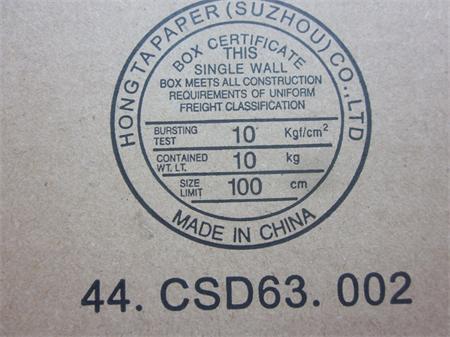 HONG TA PAPER (SUZHOU) CO.,LTD
BOX CERTIFICATE
THIS
SINGLE WALL
BOX MEETS ALL CONSTRUCTION
REQUIREMENTS OF UNIFORM
FREIGHT CLASSIFICATION
BURSTING TEST 10 Kgf/cm²
CONTAINED WT. LT. 10 kg
SIZE LIMIT 100 cm
MADE IN CHINA
44. CSD63. 002